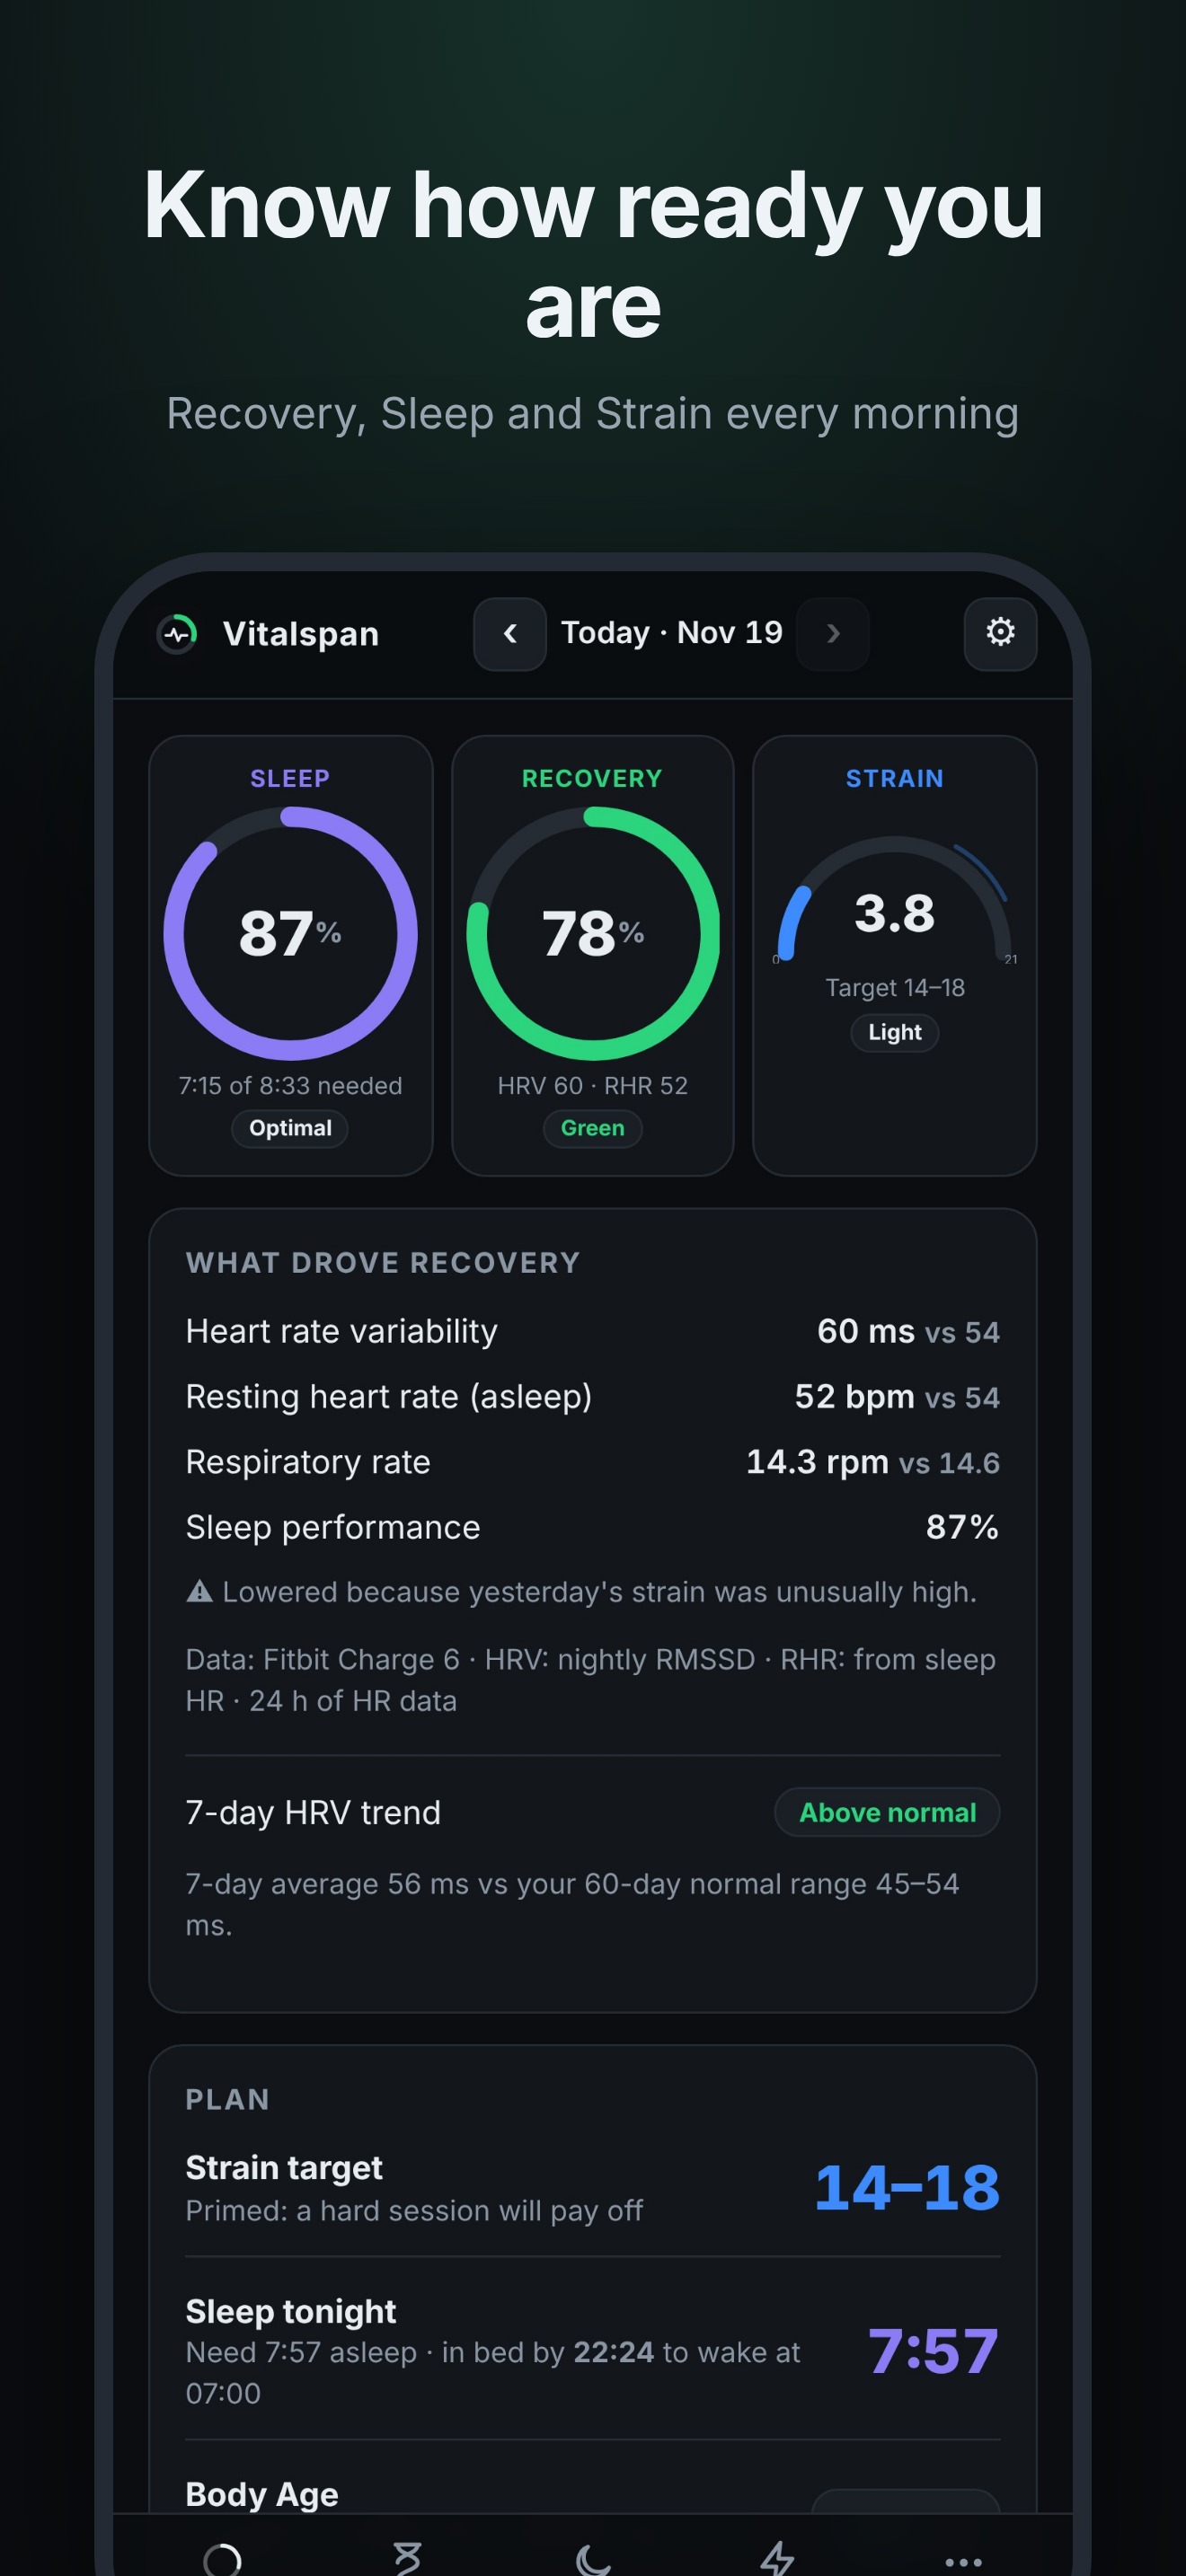 Know how ready you
are
Recovery, Sleep and Strain every morning
Vitalspan
‹ Today · Nov 19 ›
SLEEP
87%
7:15 of 8:33 needed
Optimal
RECOVERY
78%
HRV 60 · RHR 52
Green
STRAIN
3.8
0
21
Target 14–18
Light
WHAT DROVE RECOVERY
Heart rate variability 60 ms vs 54
Resting heart rate (asleep) 52 bpm vs 54
Respiratory rate 14.3 rpm vs 14.6
Sleep performance 87%
⚠ Lowered because yesterday's strain was unusually high.
Data: Fitbit Charge 6 · HRV: nightly RMSSD · RHR: from sleep
HR · 24 h of HR data
7-day HRV trend Above normal
7-day average 56 ms vs your 60-day normal range 45–54
ms.
PLAN
Strain target
Primed: a hard session will pay off
14–18
Sleep tonight
Need 7:57 asleep · in bed by 22:24 to wake at
07:00
7:57
Body Age